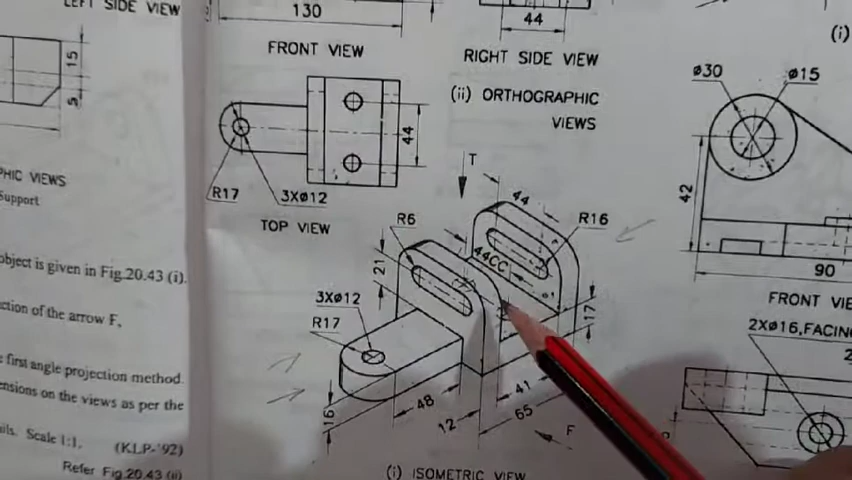 LEFT SIDE VIEW
15
5
PHIC VIEWS
Support
object is given in Fig.20.43 (i).
ction of the arrow F,
e first angle projection method.
ensions on the views as per the
ils. Scale 1:1. (KLP-'92)
Refer Fig.20.43 (ii)
130
FRONT VIEW
44
RIGHT SIDE VIEW
(ii) ORTHOGRAPHIC
VIEWS
44
R17
3XØ12
TOP VIEW
T
44
R6
R16
44CC
21
3XØ12
R17
17
16
48
12
41
65
F
(i) ISOMETRIC VIEW
(i)
Ø30
Ø15
42
90
FRONT VIE
2XØ16,FACIN